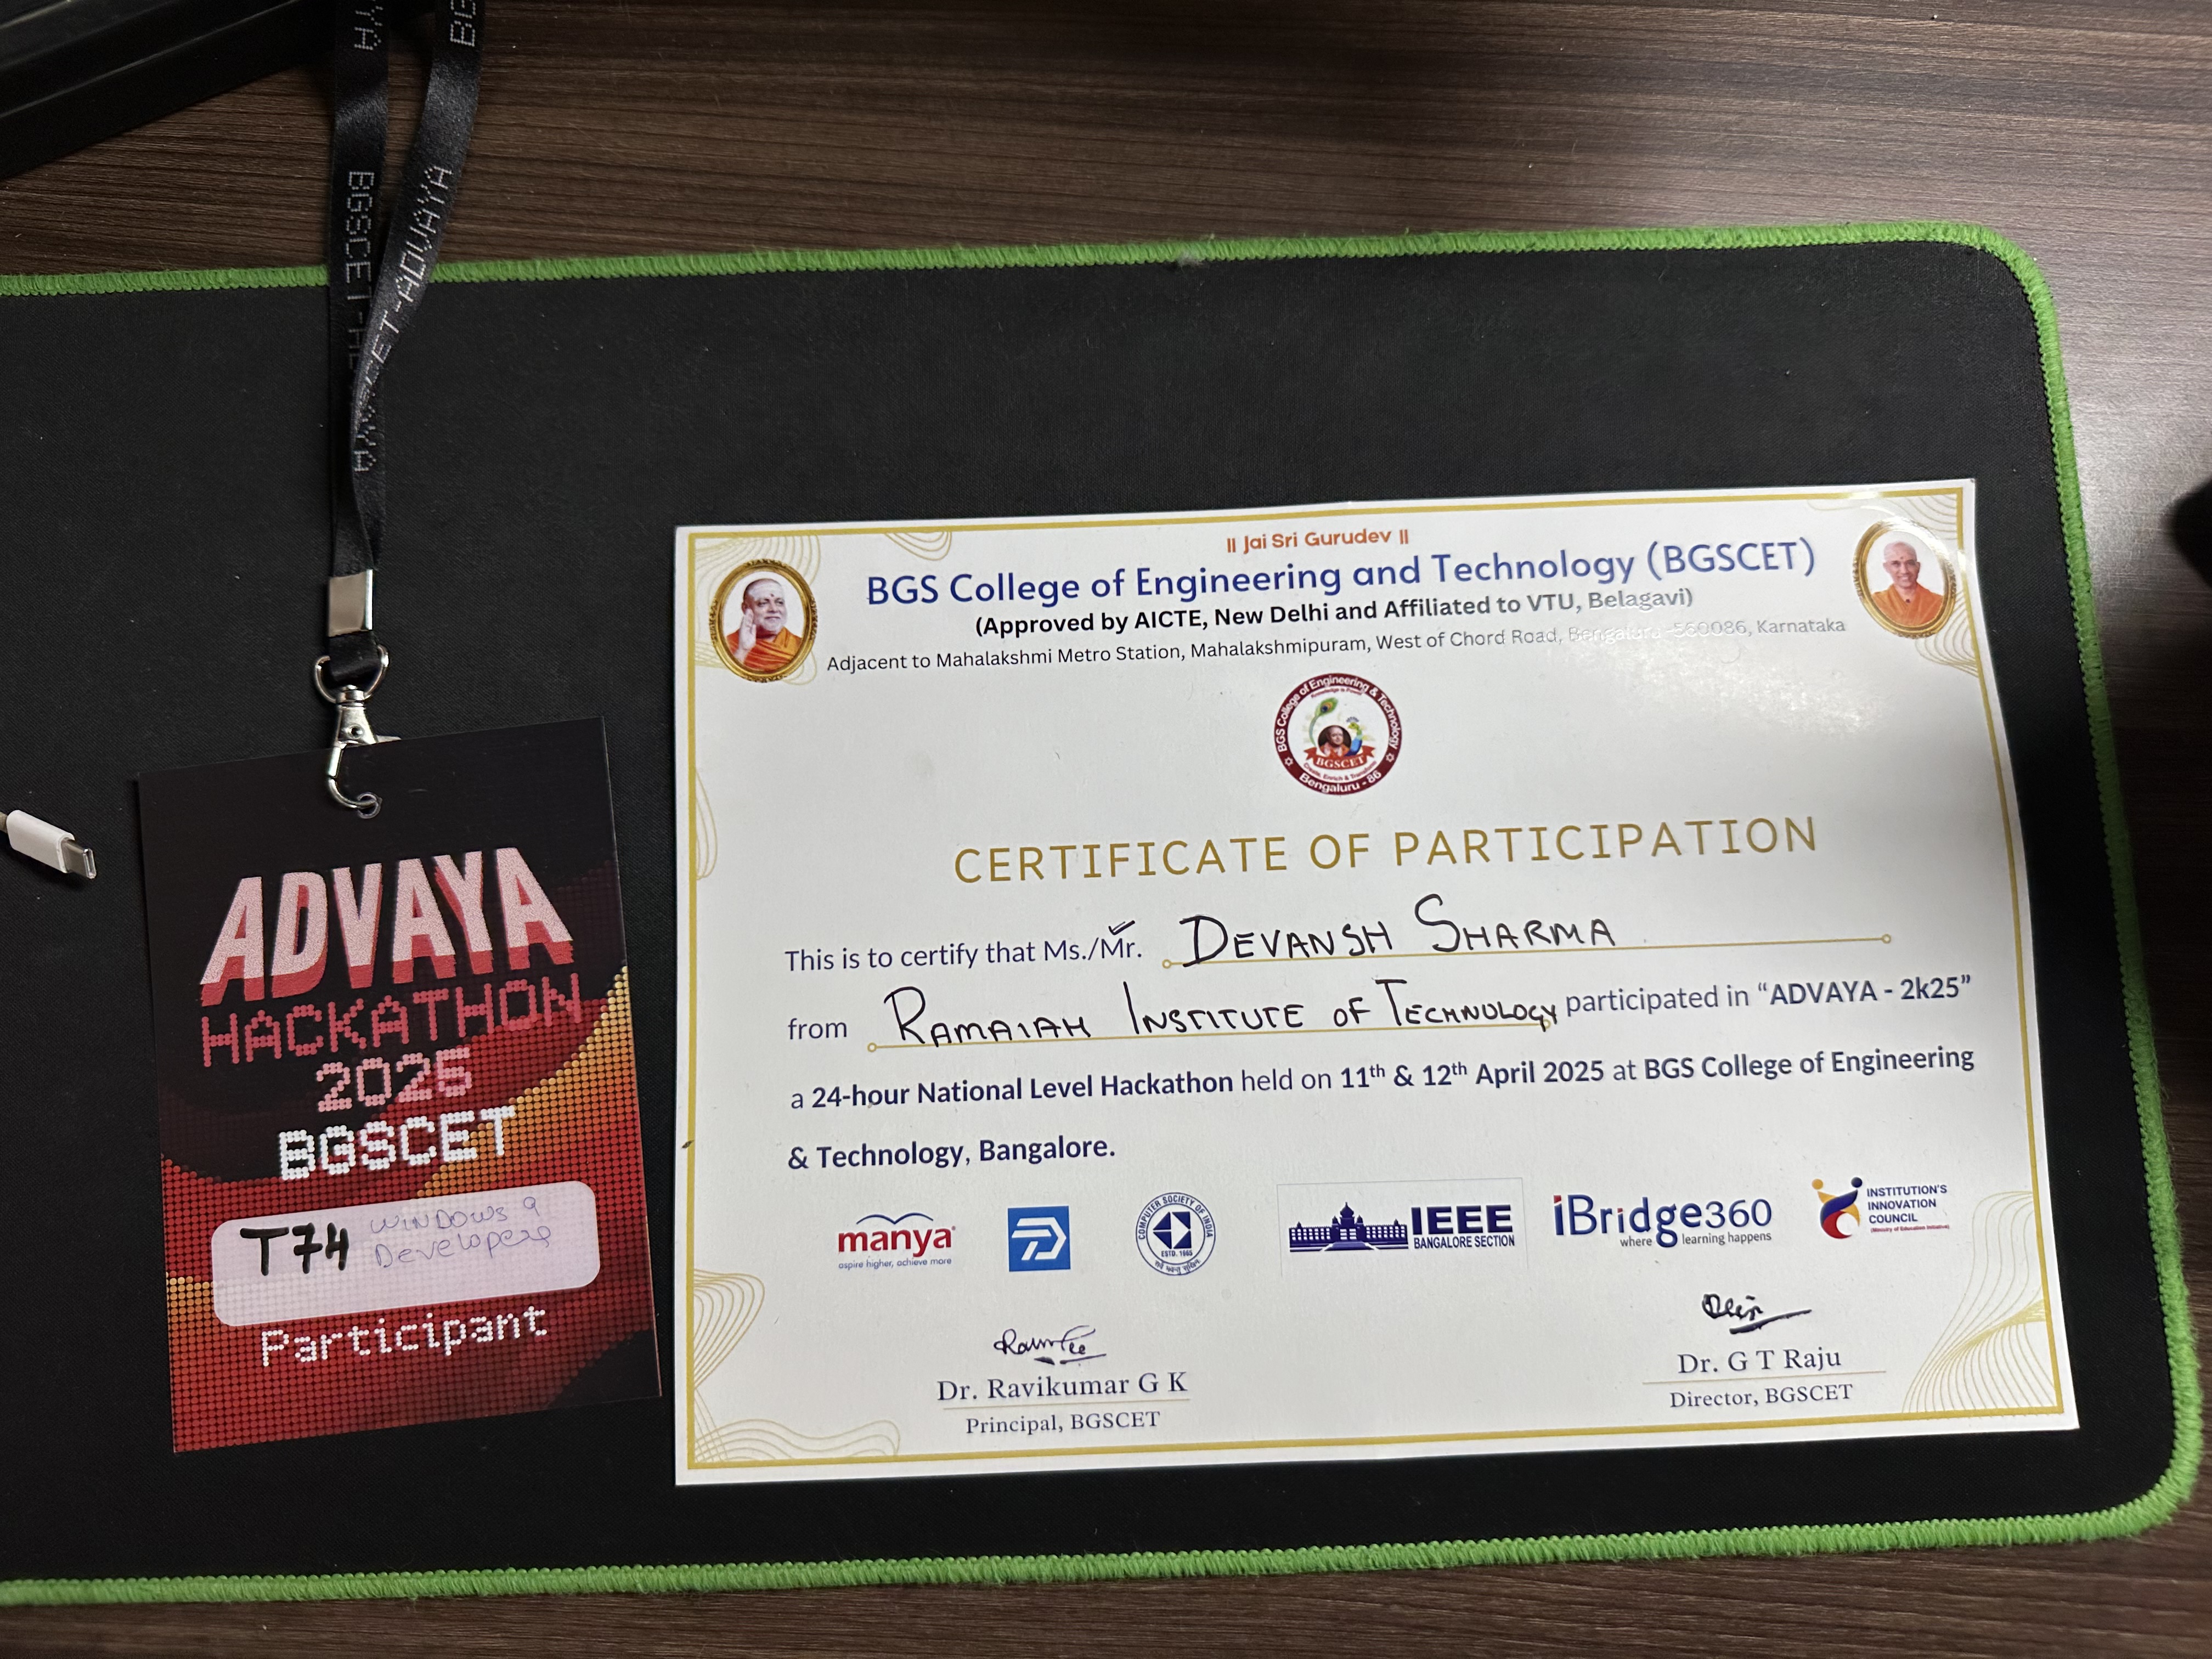 ADVAYA
HACKATHON
2025
BGSCET
T74 WINDOWS 9
Developers
Participant
BGSCET-ADVAYA
|| Jai Sri Gurudev ||
BGS College of Engineering and Technology (BGSCET)
(Approved by AICTE, New Delhi and Affiliated to VTU, Belagavi)
Adjacent to Mahalakshmi Metro Station, Mahalakshmipuram, West of Chord Road, Bengaluru-560086, Karnataka
BGS College of Engineering & Technology
Bengaluru - 86
BGSCET
CERTIFICATE OF PARTICIPATION
This is to certify that Ms./Mr. DEVANSH SHARMA
from RAMAIAH INSTITUTE OF TECHNOLOGY participated in “ADVAYA - 2k25”
a 24-hour National Level Hackathon held on 11th & 12th April 2025 at BGS College of Engineering
& Technology, Bangalore.
manya
aspire higher, achieve more
COMPUTER SOCIETY OF INDIA
ESTD. 1965
IEEE
BANGALORE SECTION
iBridge360
where learning happens
INSTITUTION'S
INNOVATION
COUNCIL
Dr. Ravikumar G K
Principal, BGSCET
Dr. G T Raju
Director, BGSCET